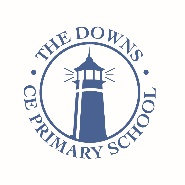 THE DOWNS
CE PRIMARY SCHOOL